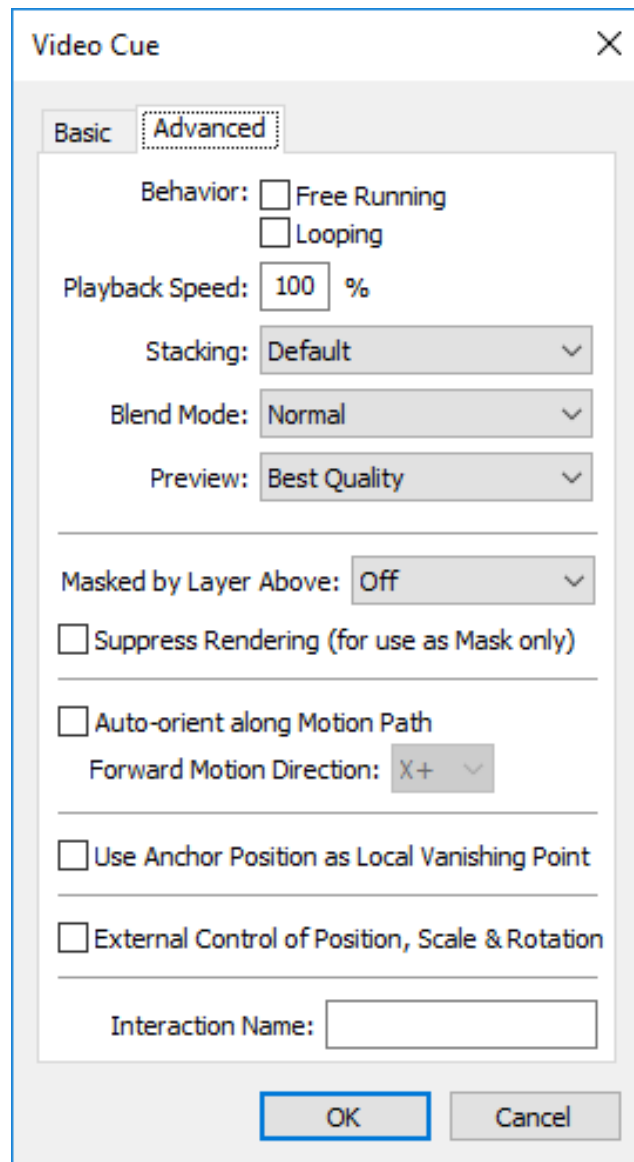 Video Cue
Basic Advanced
Behavior: Free Running
Looping
Playback Speed: 100 %
Stacking: Default
Blend Mode: Normal
Preview: Best Quality
Masked by Layer Above: Off
Suppress Rendering (for use as Mask only)
Auto-orient along Motion Path
Forward Motion Direction: X+
Use Anchor Position as Local Vanishing Point
External Control of Position, Scale & Rotation
Interaction Name:
OK Cancel